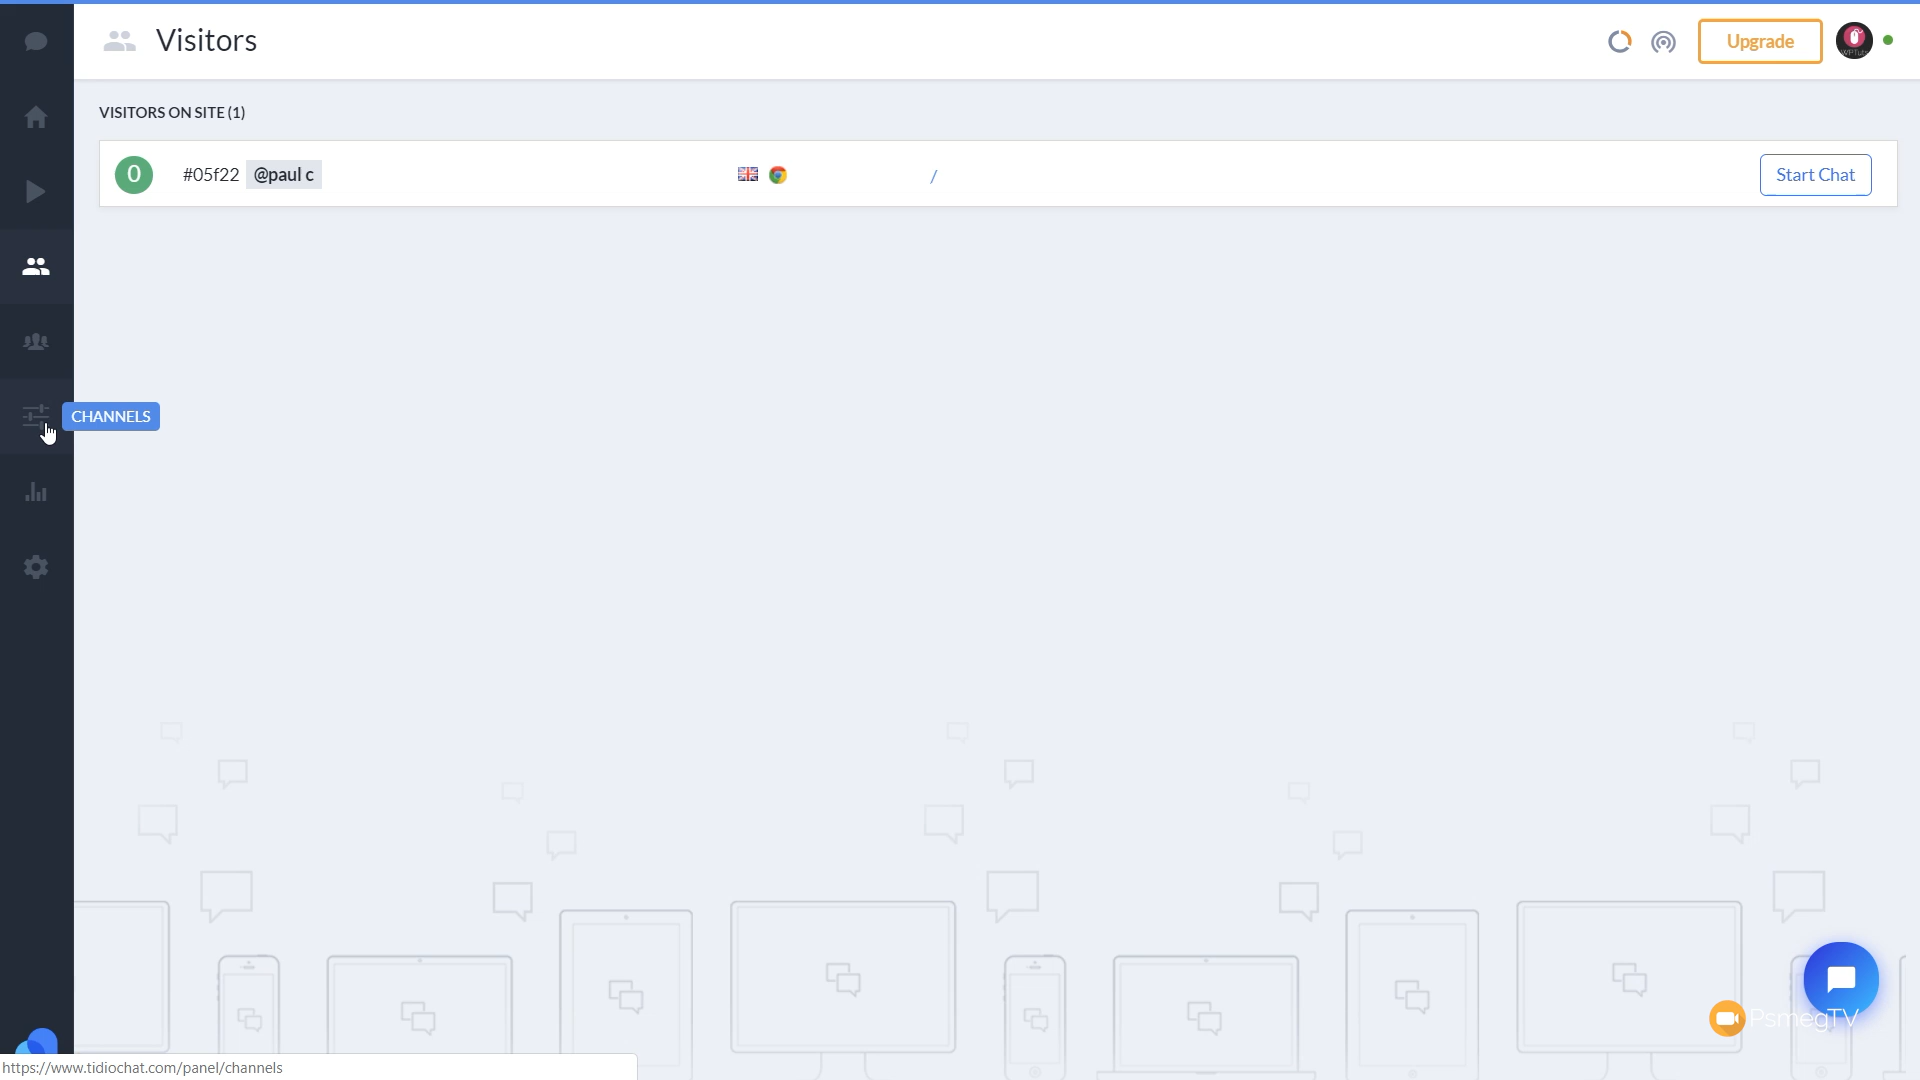 Visitors
Upgrade
VISITORS ON SITE (1)
0 #05f22 @paul c / Start Chat
CHANNELS
PsmegTV
https://www.tidiochat.com/panel/channels